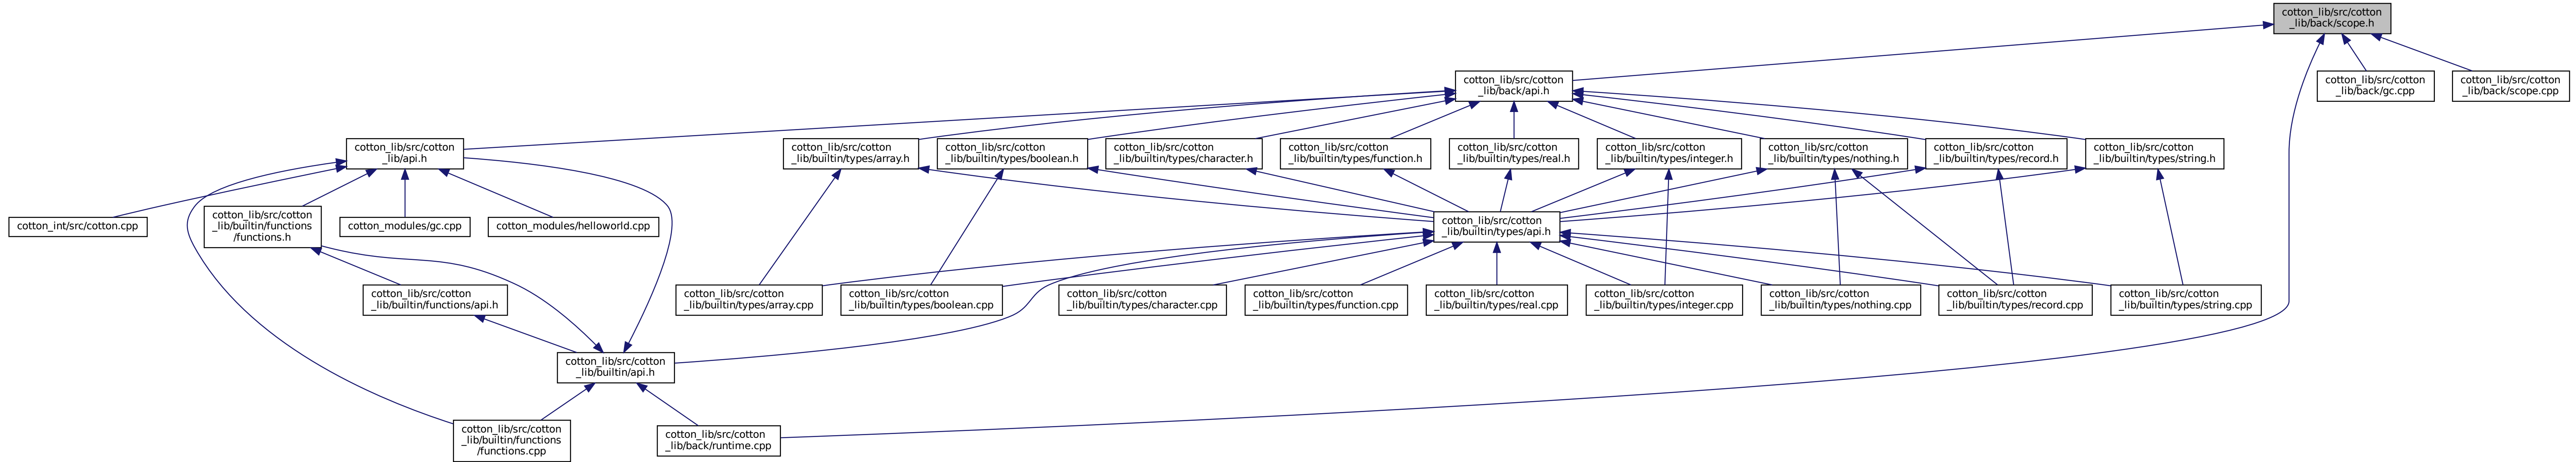 cotton_lib/src/cotton
_lib/back/scope.h
cotton_lib/src/cotton
_lib/back/api.h
cotton_lib/src/cotton
_lib/back/gc.cpp
cotton_lib/src/cotton
_lib/back/scope.cpp
cotton_lib/src/cotton
_lib/api.h
cotton_lib/src/cotton
_lib/builtin/types/array.h
cotton_lib/src/cotton
_lib/builtin/types/boolean.h
cotton_lib/src/cotton
_lib/builtin/types/character.h
cotton_lib/src/cotton
_lib/builtin/types/function.h
cotton_lib/src/cotton
_lib/builtin/types/real.h
cotton_lib/src/cotton
_lib/builtin/types/integer.h
cotton_lib/src/cotton
_lib/builtin/types/nothing.h
cotton_lib/src/cotton
_lib/builtin/types/record.h
cotton_lib/src/cotton
_lib/builtin/types/string.h
cotton_int/src/cotton.cpp
cotton_lib/src/cotton
_lib/builtin/functions
/functions.h
cotton_modules/gc.cpp
cotton_modules/helloworld.cpp
cotton_lib/src/cotton
_lib/builtin/types/api.h
cotton_lib/src/cotton
_lib/builtin/functions/api.h
cotton_lib/src/cotton
_lib/builtin/types/array.cpp
cotton_lib/src/cotton
_lib/builtin/types/boolean.cpp
cotton_lib/src/cotton
_lib/builtin/types/character.cpp
cotton_lib/src/cotton
_lib/builtin/types/function.cpp
cotton_lib/src/cotton
_lib/builtin/types/real.cpp
cotton_lib/src/cotton
_lib/builtin/types/integer.cpp
cotton_lib/src/cotton
_lib/builtin/types/nothing.cpp
cotton_lib/src/cotton
_lib/builtin/types/record.cpp
cotton_lib/src/cotton
_lib/builtin/types/string.cpp
cotton_lib/src/cotton
_lib/builtin/api.h
cotton_lib/src/cotton
_lib/builtin/functions
/functions.cpp
cotton_lib/src/cotton
_lib/back/runtime.cpp